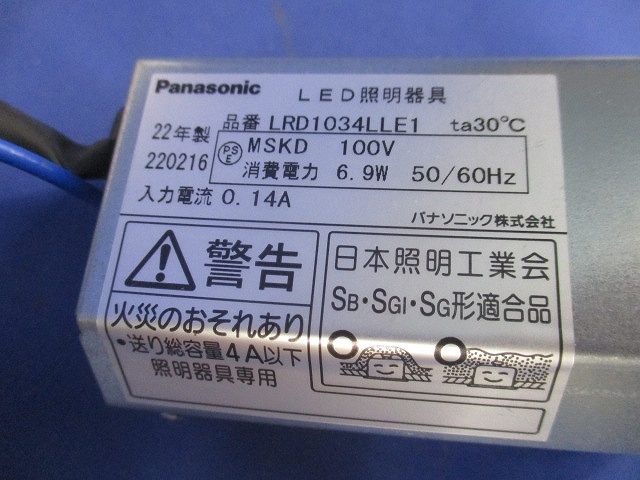 Panasonic LED照明器具
品番 LRD1034LLE1 ta30℃
22年製
220216
PSE MSKD 100V
消費電力 6.9W 50/60Hz
入力電流 0.14A
パナソニック株式会社
警告
火災のおそれあり
・送り総容量4A以下
照明器具専用
日本照明工業会
SB・SGI・SG形適合品